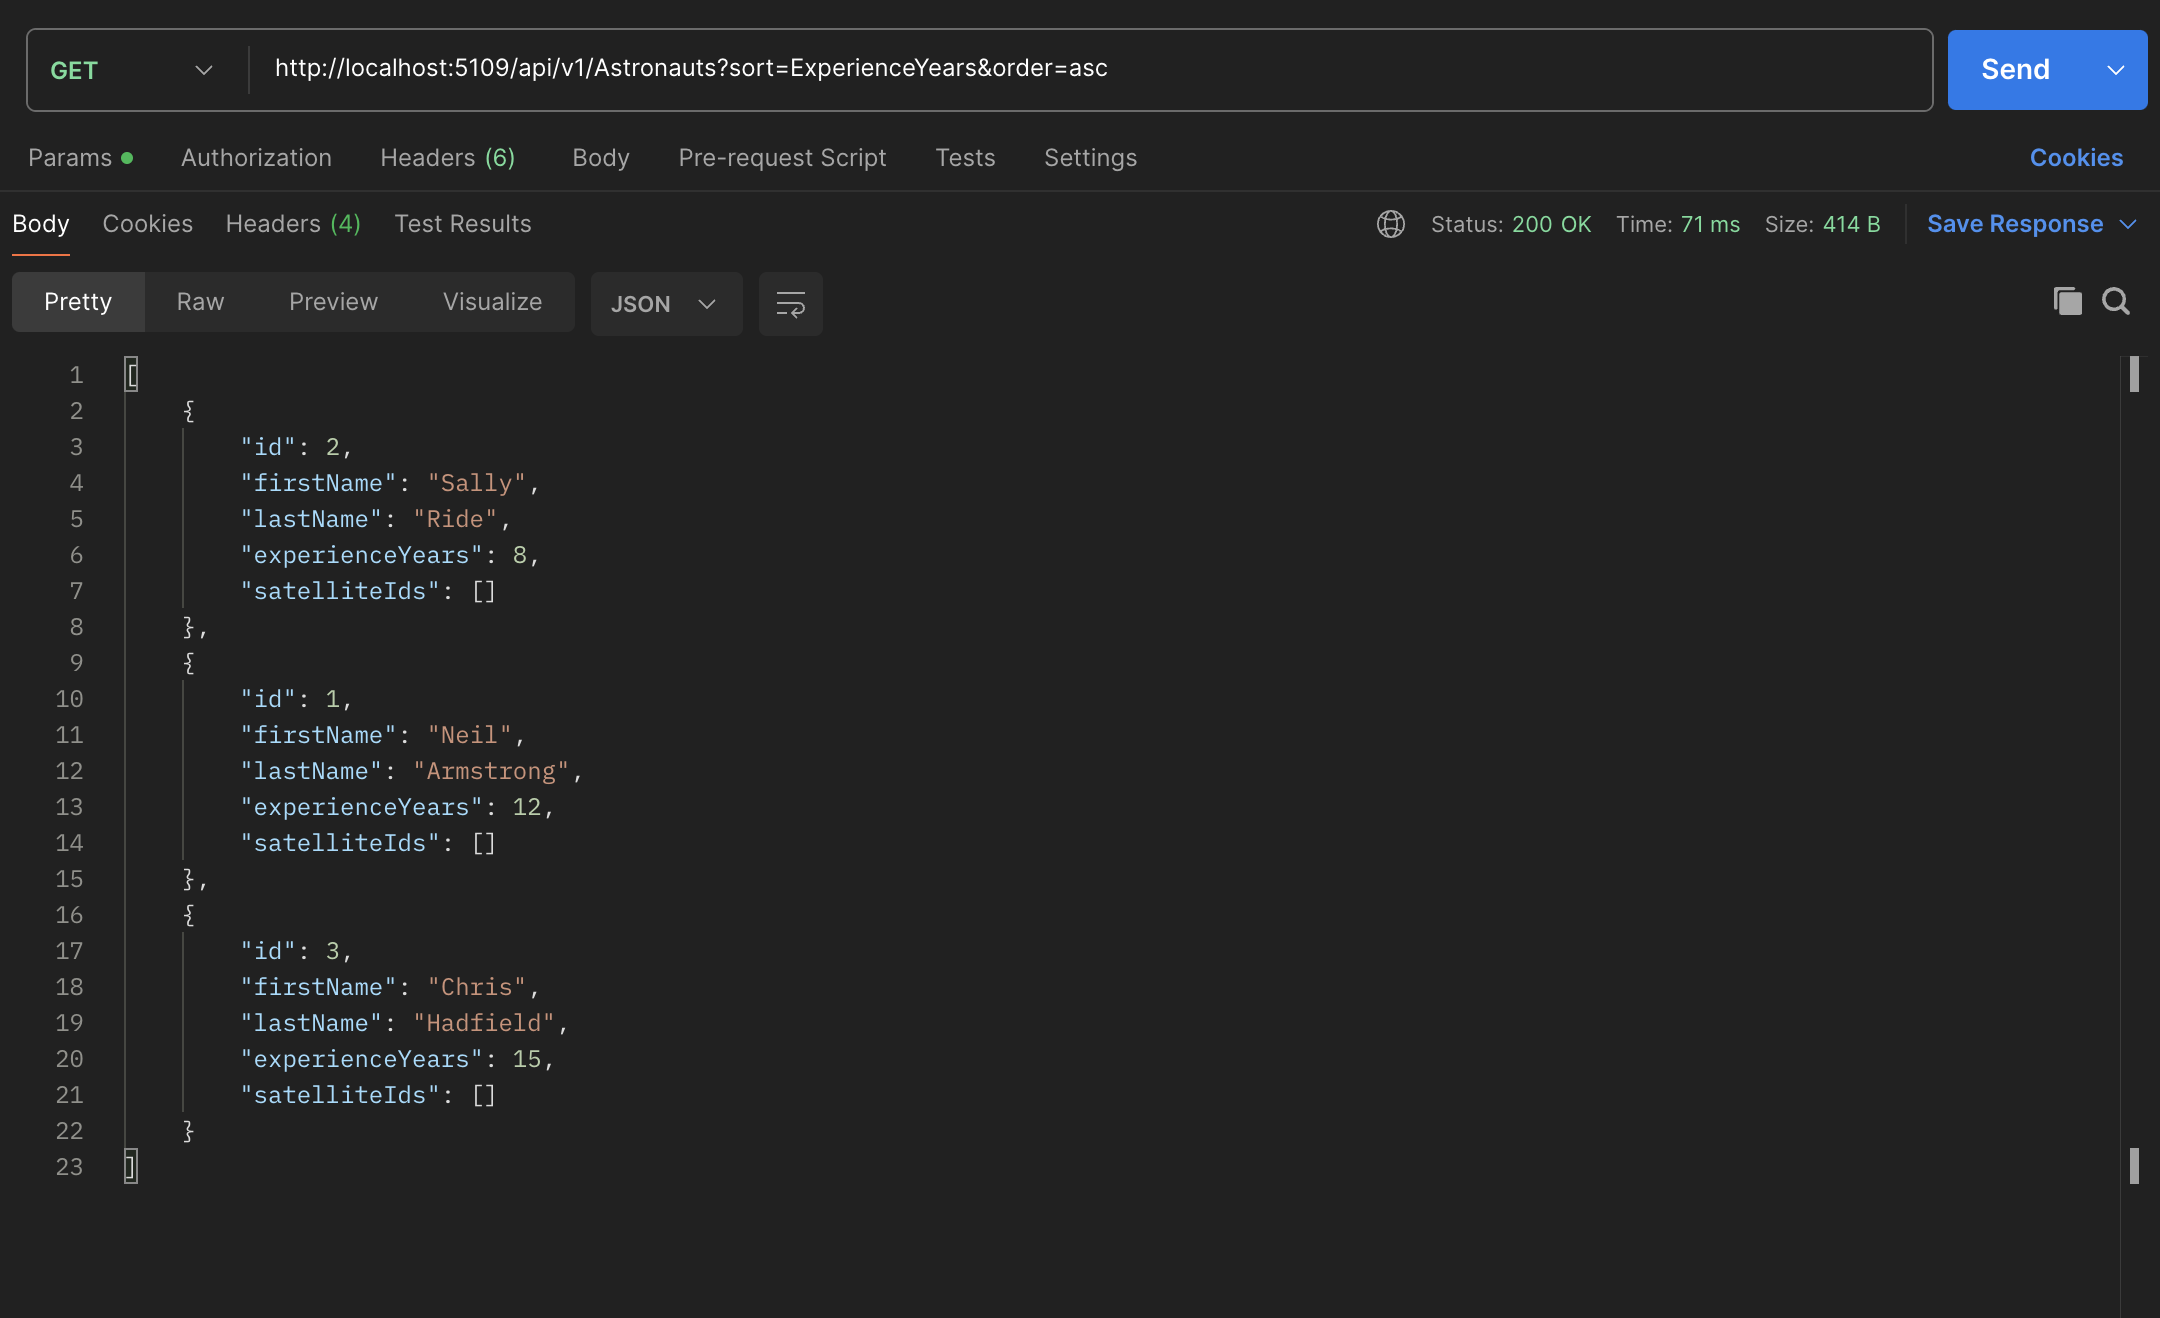 GET http://localhost:5109/api/v1/Astronauts?sort=ExperienceYears&order=asc Send
Params Authorization Headers (6) Body Pre-request Script Tests Settings Cookies
Body Cookies Headers (4) Test Results Status: 200 OK Time: 71 ms Size: 414 B Save Response
Pretty Raw Preview Visualize JSON
1 [
2 {
3 "id": 2,
4 "firstName": "Sally",
5 "lastName": "Ride",
6 "experienceYears": 8,
7 "satelliteIds": []
8 },
9 {
10 "id": 1,
11 "firstName": "Neil",
12 "lastName": "Armstrong",
13 "experienceYears": 12,
14 "satelliteIds": []
15 },
16 {
17 "id": 3,
18 "firstName": "Chris",
19 "lastName": "Hadfield",
20 "experienceYears": 15,
21 "satelliteIds": []
22 }
23 ]